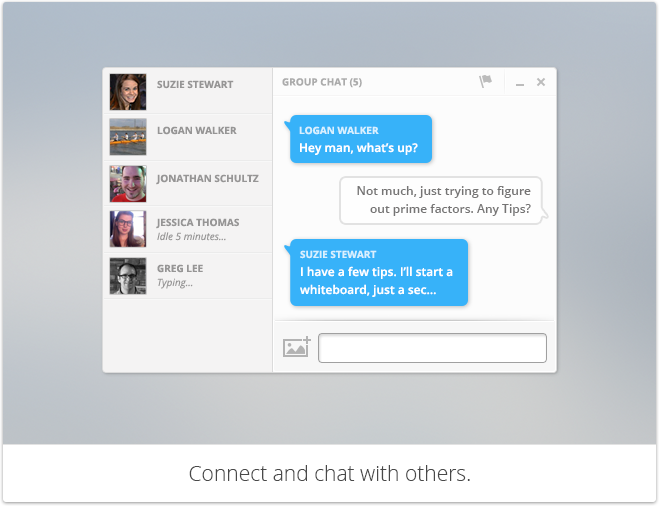 SUZIE STEWART
LOGAN WALKER
JONATHAN SCHULTZ
JESSICA THOMAS
Idle 5 minutes...
GREG LEE
Typing...
GROUP CHAT (5)
LOGAN WALKER
Hey man, what’s up?
Not much, just trying to figure
out prime factors. Any Tips?
SUZIE STEWART
I have a few tips. I’ll start a
whiteboard, just a sec...
Connect and chat with others.